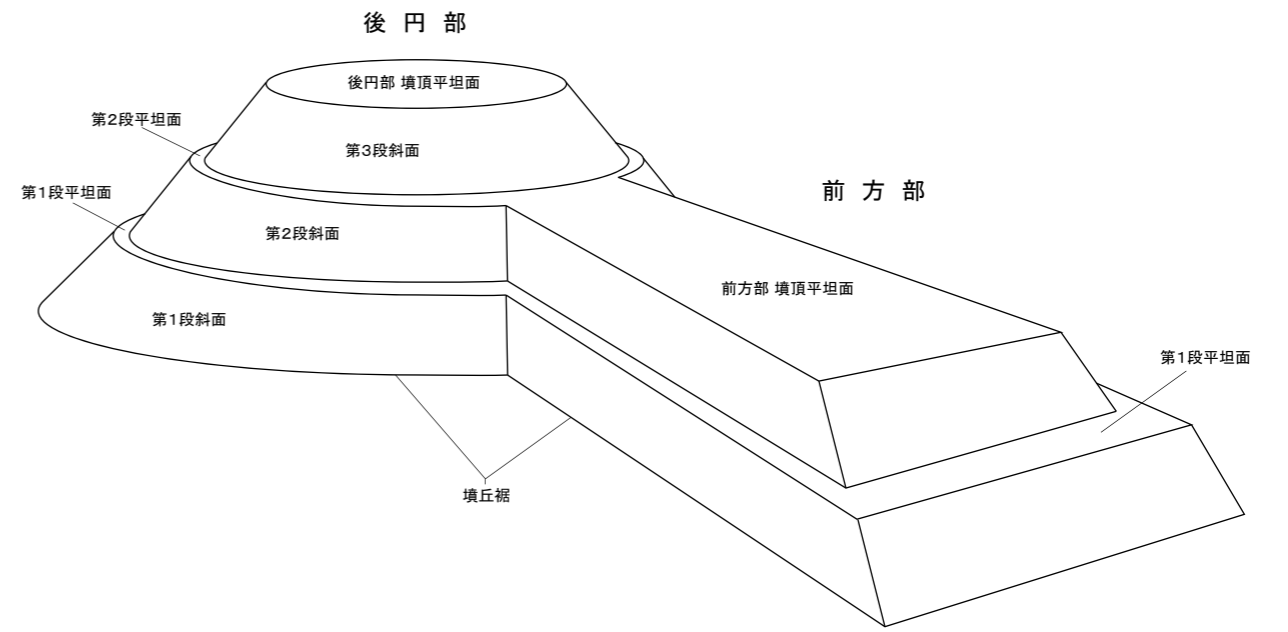 後円部
後円部 墳頂平坦面
第2段平坦面
第3段斜面
第1段平坦面
前方部
第2段斜面
前方部 墳頂平坦面
第1段斜面
第1段平坦面
墳丘裾